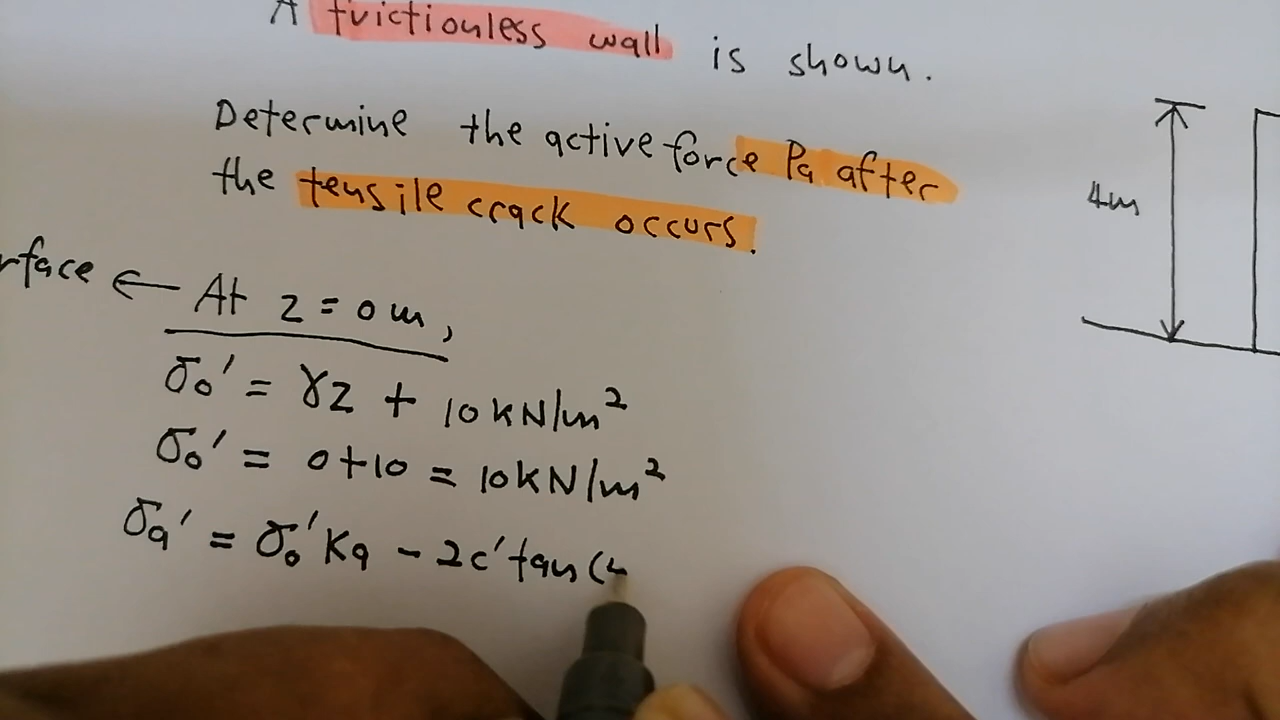 A frictionless wall is shown.
Determine the active force Pa after
the tensile crack occurs.
4m
rface ← At z = 0 m,
σo' = γz + 10 kN/m²
σo' = 0+10 = 10 kN/m²
σa' = σo' Ka - 2c' tan (4